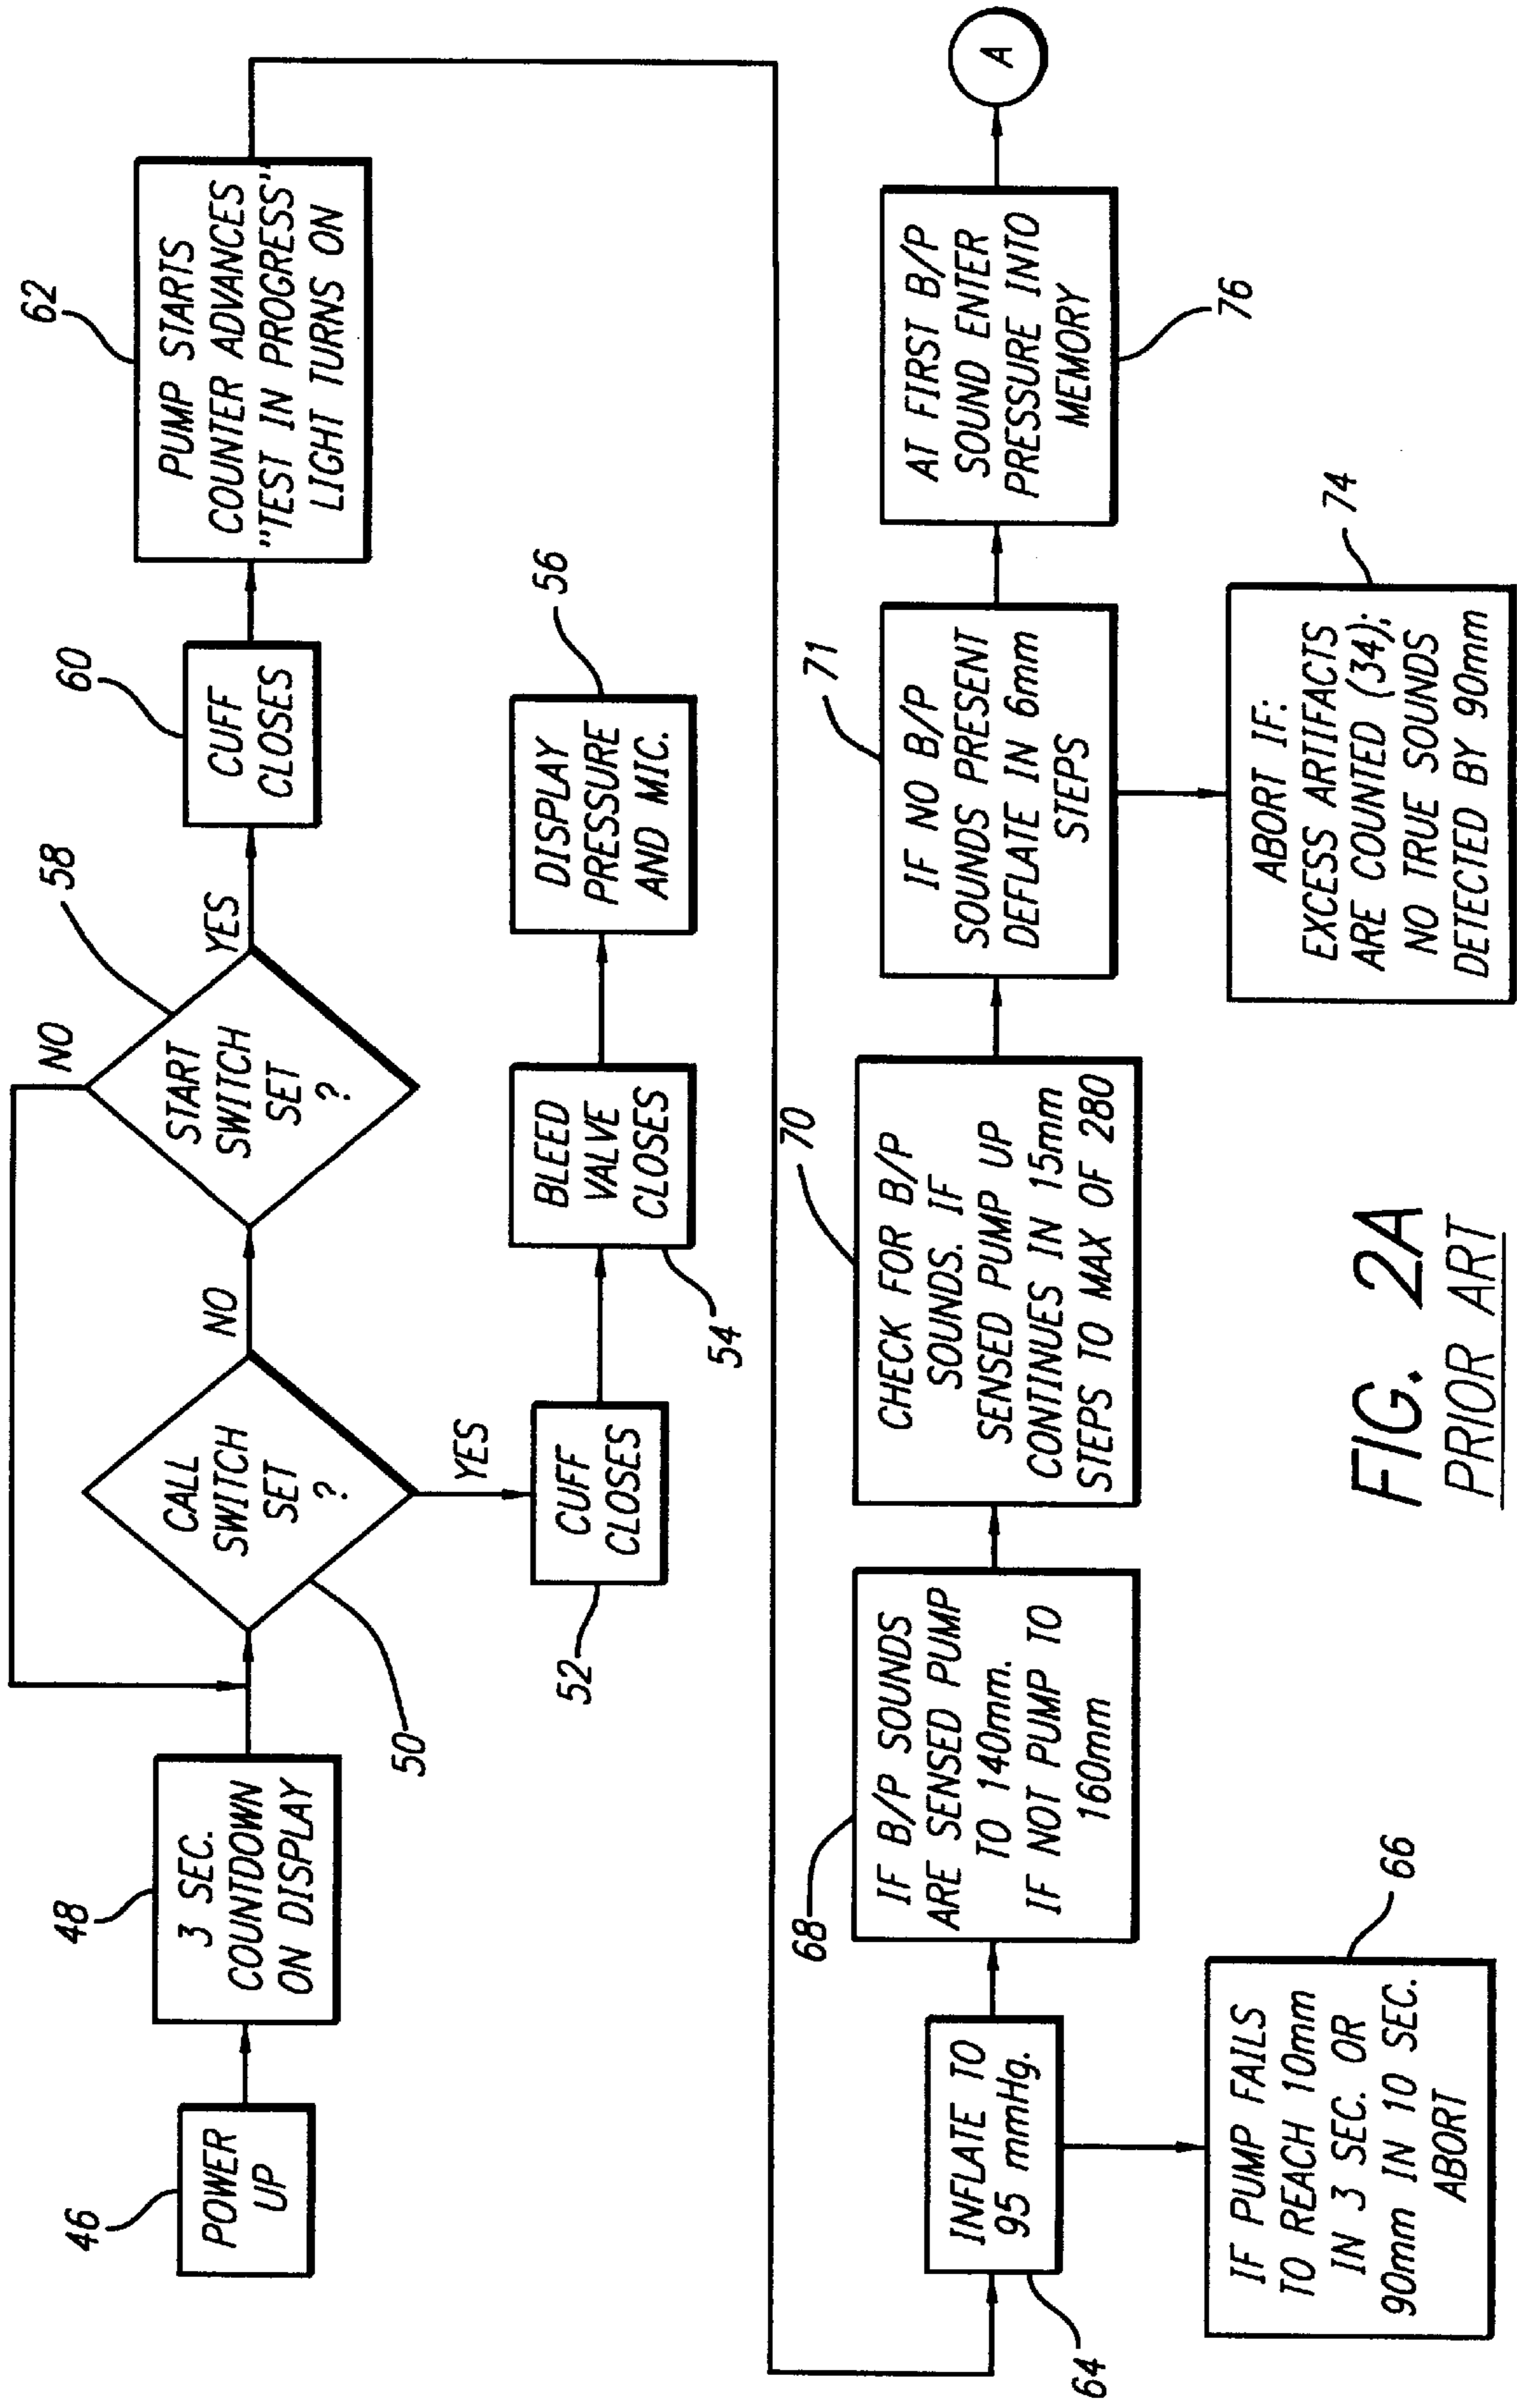 46
POWER
UP
48
3 SEC.
COUNTDOWN
ON DISPLAY
50
CALL
SWITCH
SET
?
NO
YES
52
CUFF
CLOSES
54
BLEED
VALVE
CLOSES
56
DISPLAY
PRESSURE
AND MIC.
58
START
SWITCH
SET
?
NO
YES
60
CUFF
CLOSES
62
PUMP STARTS
COUNTER ADVANCES
"TEST IN PROGRESS"
LIGHT TURNS ON
64
INFLATE TO
95 mmHg.
66
IF PUMP FAILS
TO REACH 10mm
IN 3 SEC. OR
90mm IN 10 SEC.
ABORT
68
IF B/P SOUNDS
ARE SENSED PUMP
TO 140mm.
IF NOT PUMP TO
160mm
70
CHECK FOR B/P
SOUNDS. IF
SENSED PUMP UP
CONTINUES IN 15mm
STEPS TO MAX OF 280
71
IF NO B/P
SOUNDS PRESENT
DEFLATE IN 6mm
STEPS
74
ABORT IF:
EXCESS ARTIFACTS
ARE COUNTED (34);
NO TRUE SOUNDS
DETECTED BY 90mm
76
AT FIRST B/P
SOUND ENTER
PRESSURE INTO
MEMORY
A
FIG. 2A
PRIOR ART